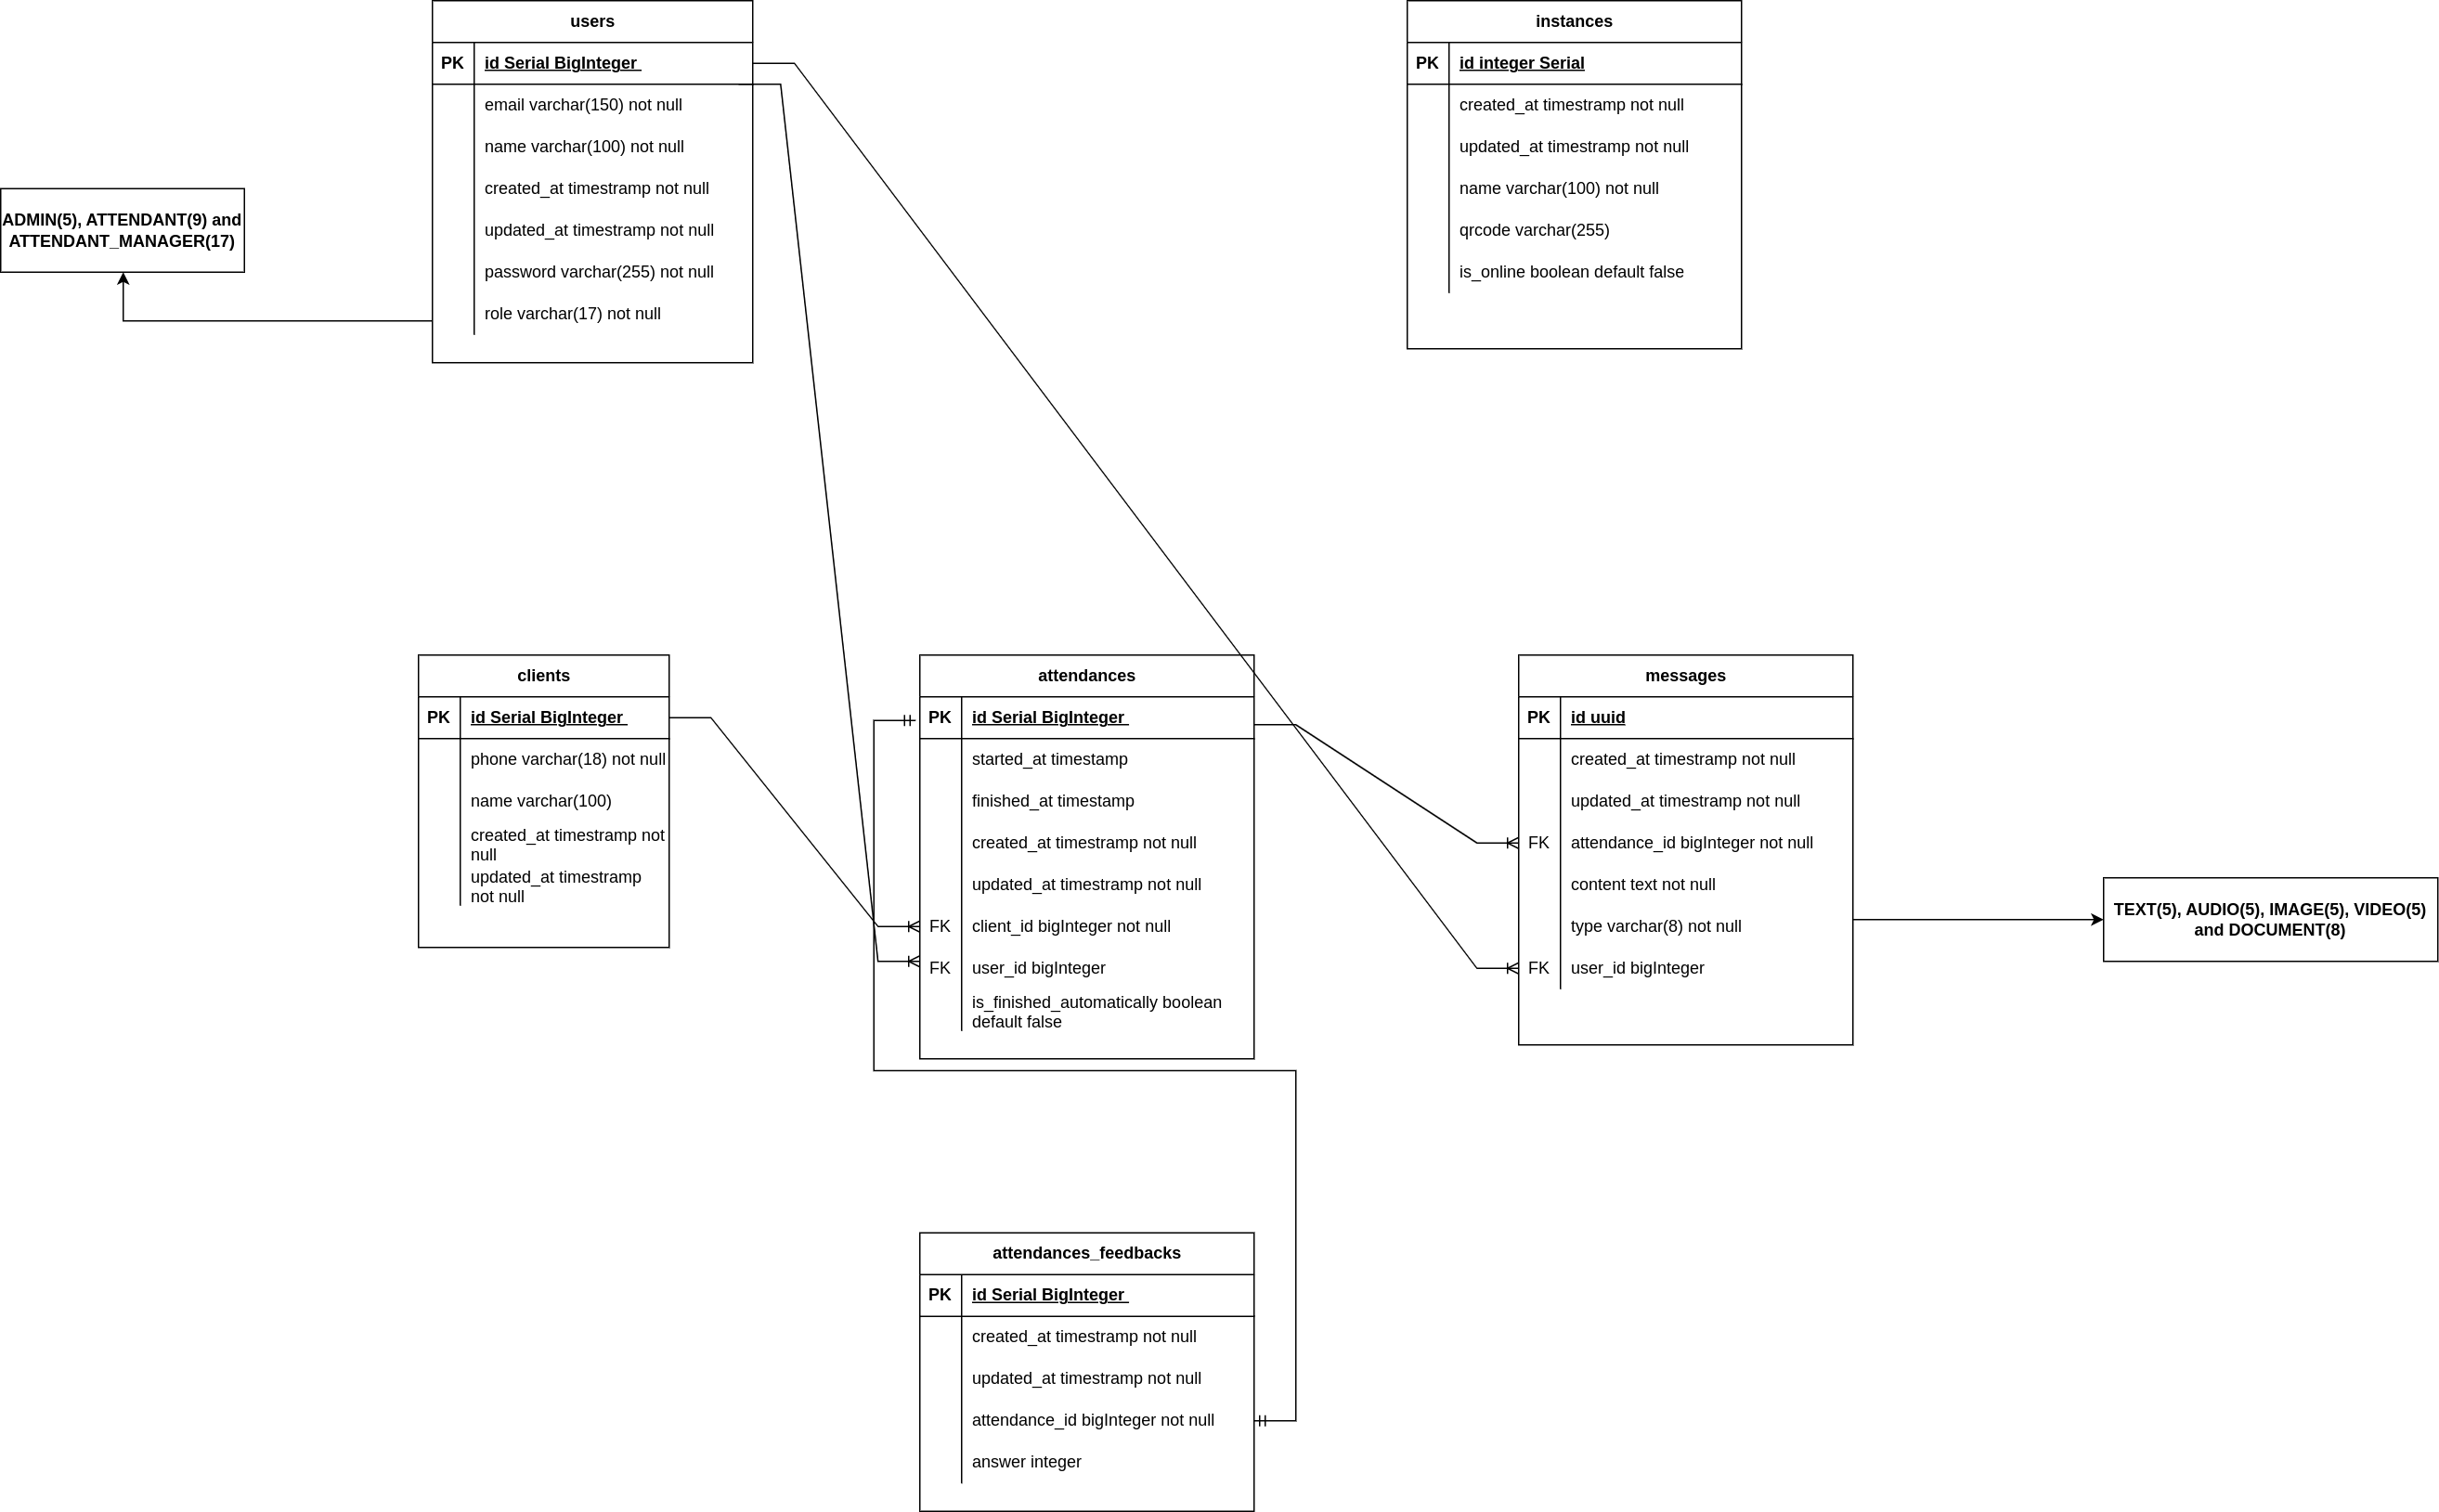 users
PK id Serial BigInteger
email varchar(150) not null
name varchar(100) not null
created_at timestramp not null
updated_at timestramp not null
password varchar(255) not null
role varchar(17) not null
ADMIN(5), ATTENDANT(9) and
ATTENDANT_MANAGER(17)
instances
PK id integer Serial
created_at timestramp not null
updated_at timestramp not null
name varchar(100) not null
qrcode varchar(255)
is_online boolean default false
clients
PK id Serial BigInteger
phone varchar(18) not null
name varchar(100)
created_at timestramp not
null
updated_at timestramp
not null
attendances
PK id Serial BigInteger
started_at timestamp
finished_at timestamp
created_at timestramp not null
updated_at timestramp not null
FK client_id bigInteger not null
FK user_id bigInteger
is_finished_automatically boolean
default false
messages
PK id uuid
created_at timestramp not null
updated_at timestramp not null
FK attendance_id bigInteger not null
content text not null
type varchar(8) not null
FK user_id bigInteger
TEXT(5), AUDIO(5), IMAGE(5), VIDEO(5)
and DOCUMENT(8)
attendances_feedbacks
PK id Serial BigInteger
created_at timestramp not null
updated_at timestramp not null
attendance_id bigInteger not null
answer integer